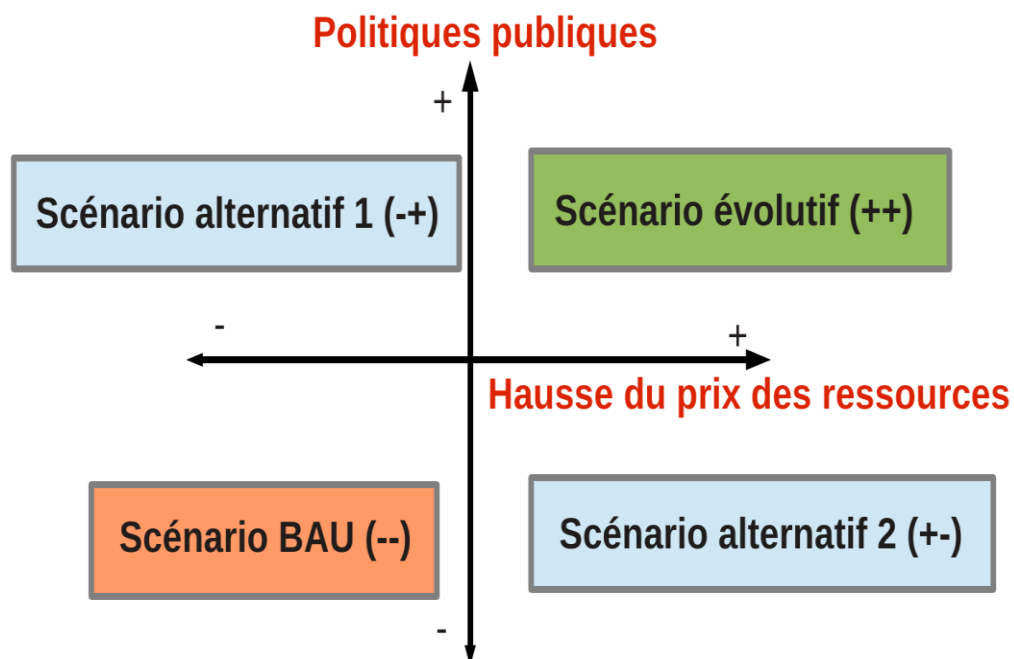 Politiques publiques
+
Scénario alternatif 1 (-+)
Scénario évolutif (++)
-
+
Hausse du prix des ressources
Scénario BAU (--)
Scénario alternatif 2 (+-)
-